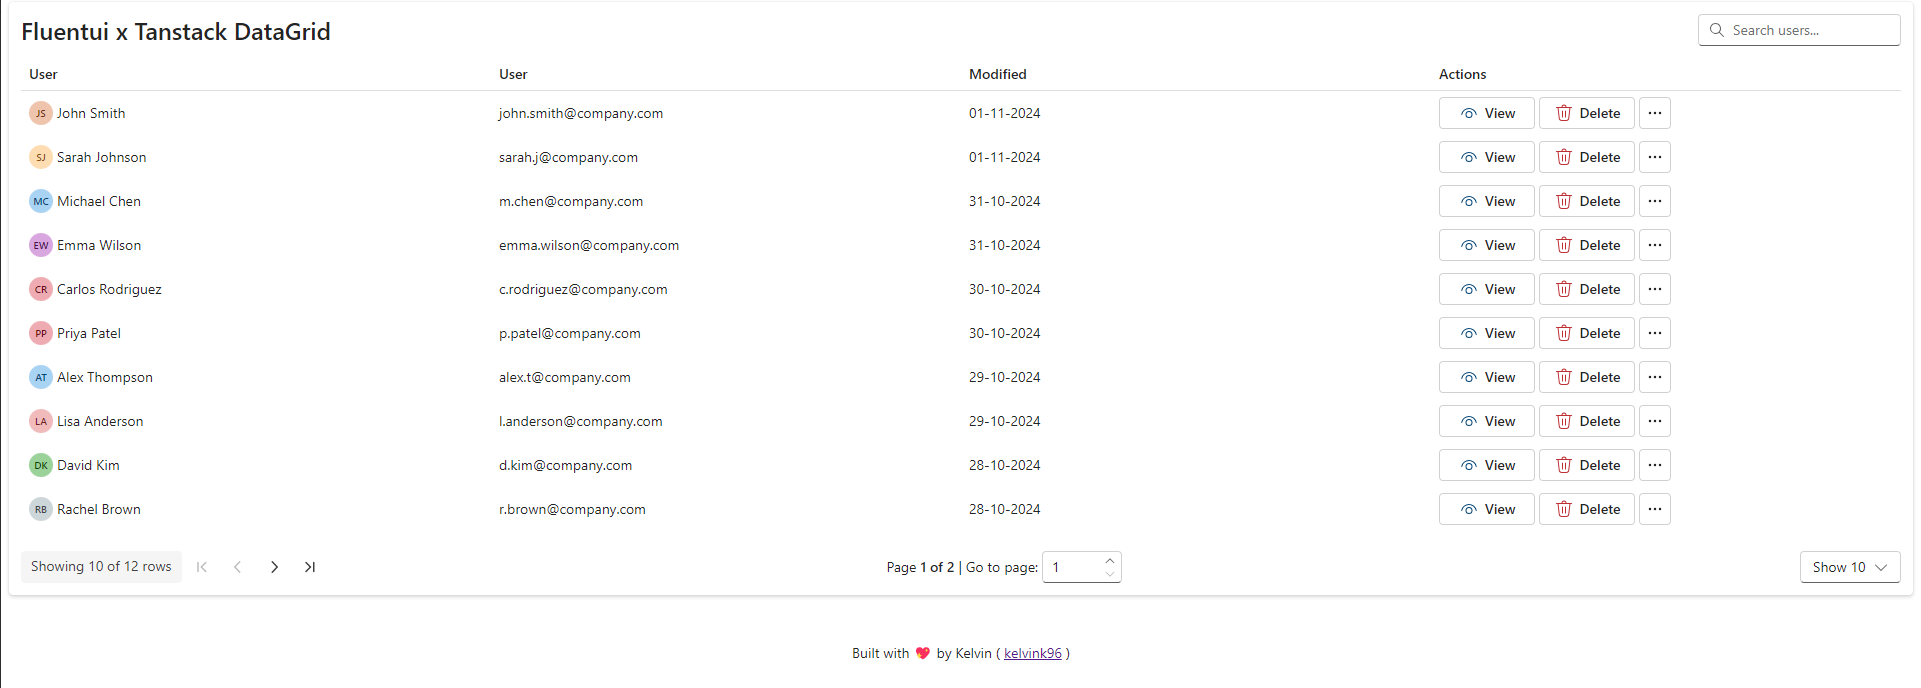 Fluentui x Tanstack DataGrid
Search users...
User User Modified Actions
JS John Smith john.smith@company.com 01-11-2024 View Delete ...
SJ Sarah Johnson sarah.j@company.com 01-11-2024 View Delete ...
MC Michael Chen m.chen@company.com 31-10-2024 View Delete ...
EW Emma Wilson emma.wilson@company.com 31-10-2024 View Delete ...
CR Carlos Rodriguez c.rodriguez@company.com 30-10-2024 View Delete ...
PP Priya Patel p.patel@company.com 30-10-2024 View Delete ...
AT Alex Thompson alex.t@company.com 29-10-2024 View Delete ...
LA Lisa Anderson l.anderson@company.com 29-10-2024 View Delete ...
DK David Kim d.kim@company.com 28-10-2024 View Delete ...
RB Rachel Brown r.brown@company.com 28-10-2024 View Delete ...
Showing 10 of 12 rows Page 1 of 2 | Go to page: 1 Show 10
Built with 💖 by Kelvin ( kelvink96 )